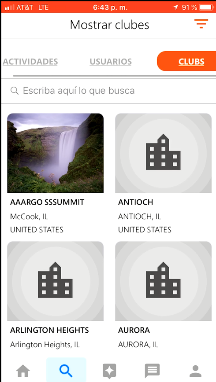 AT&T LTE 6:43 p. m. 91 %
Mostrar clubes
ACTIVIDADES USUARIOS CLUBS
Escriba aquí lo que busca
AAARGO SSSUMMIT
McCook, IL
UNITED STATES
ANTIOCH
ANTIOCH, IL
UNITED STATES
ARLINGTON HEIGHTS
Arlington Heights, IL
AURORA
AURORA, IL